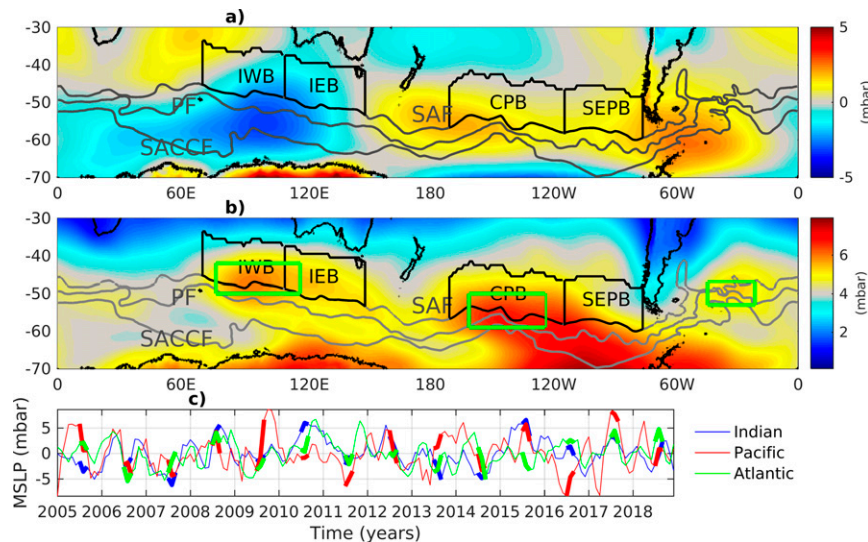 a)
-30
-40
-50
-60
-70
IWB
IEB
CPB
SEPB
PF
SAF
SACCF
0 60E 120E 180 120W 60W 0
5
0
-5
(mbar)
b)
-30
-40
-50
-60
-70
IWB
IEB
CPB
SEPB
PF
SAF
SACCF
0 60E 120E 180 120W 60W 0
8
6
4
2
(mbar)
c)
MSLP (mbar)
5
0
-5
2005 2006 2007 2008 2009 2010 2011 2012 2013 2014 2015 2016 2017 2018
Time (years)
Indian
Pacific
Atlantic